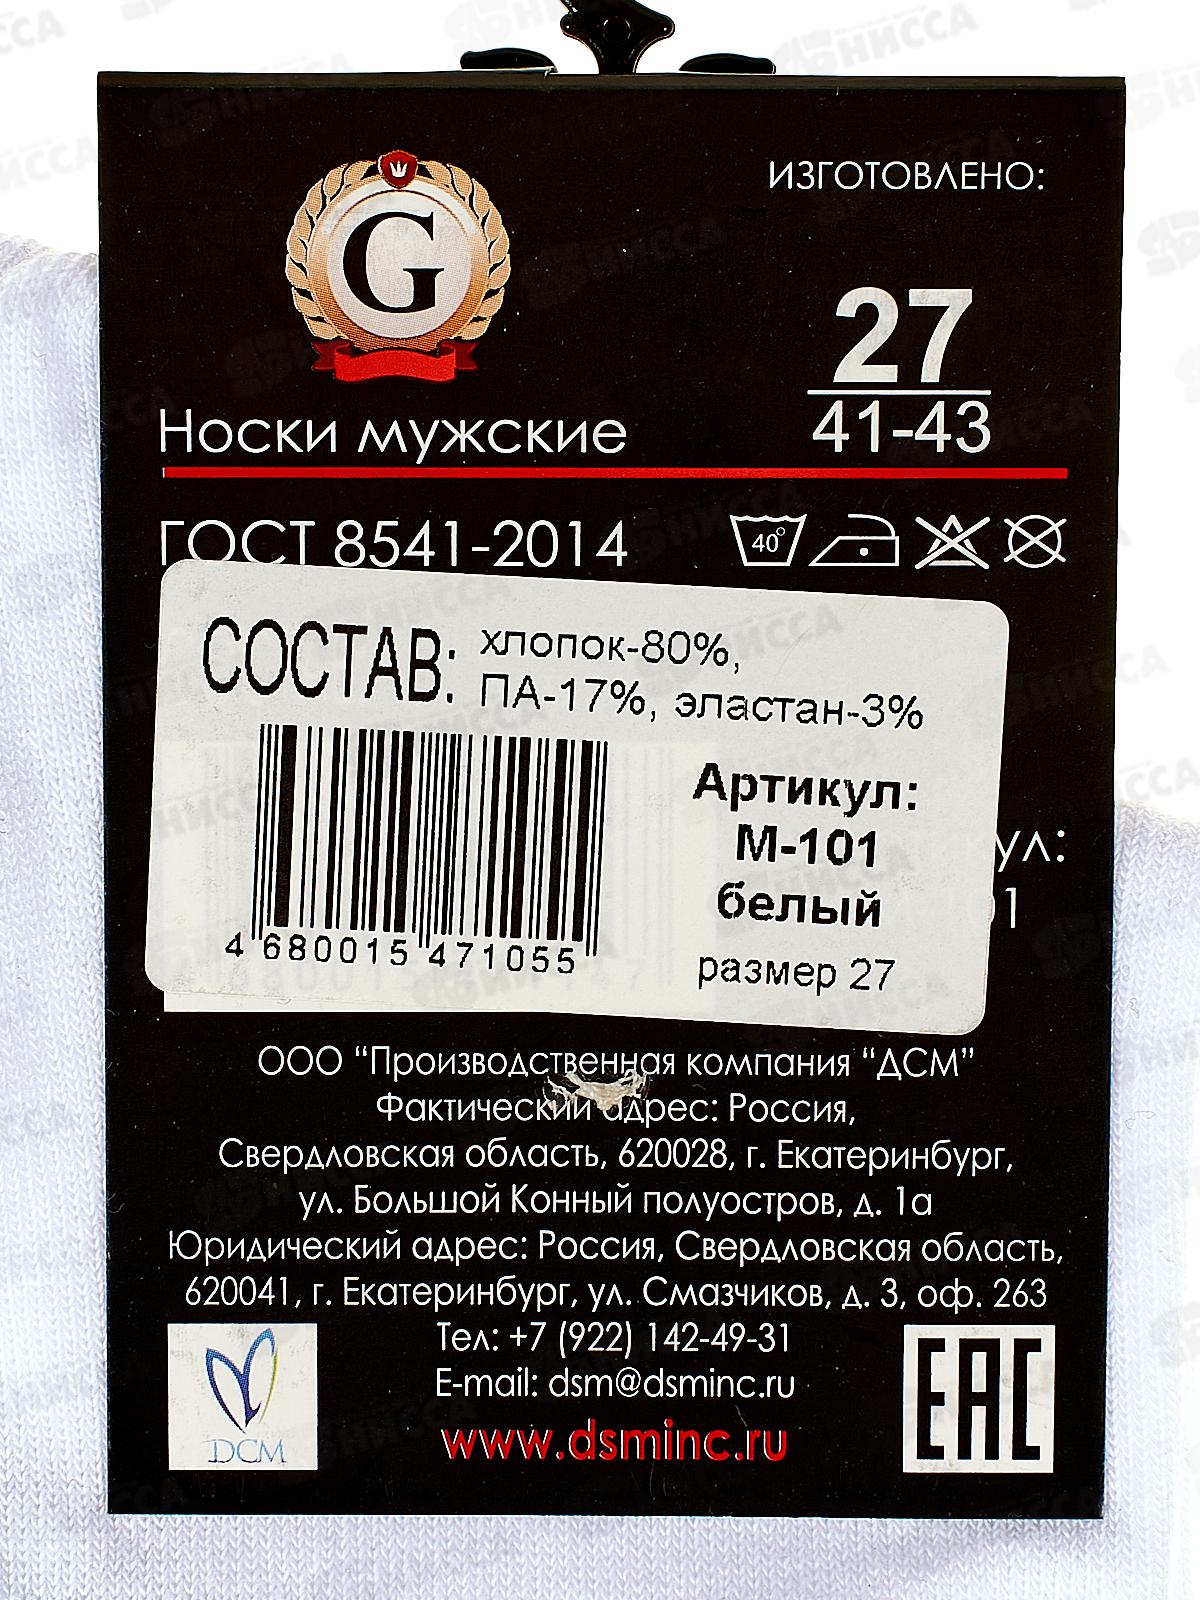 ИЗГОТОВЛЕНО:
G
27
41-43
Носки мужские
ГОСТ 8541-2014
40°
СОСТАВ: хлопок-80%,
ПА-17%, эластан-3%
Артикул:
М-101
белый
размер 27
4 680015 471055
ул:
1
ООО “Производственная компания “ДСМ”
Фактический адрес: Россия,
Свердловская область, 620028, г. Екатеринбург,
ул. Большой Конный полуостров, д. 1а
Юридический адрес: Россия, Свердловская область,
620041, г. Екатеринбург, ул. Смазчиков, д. 3, оф. 263
Тел: +7 (922) 142-49-31
E-mail: dsm@dsminc.ru
www.dsminc.ru
ДСМ
EAC